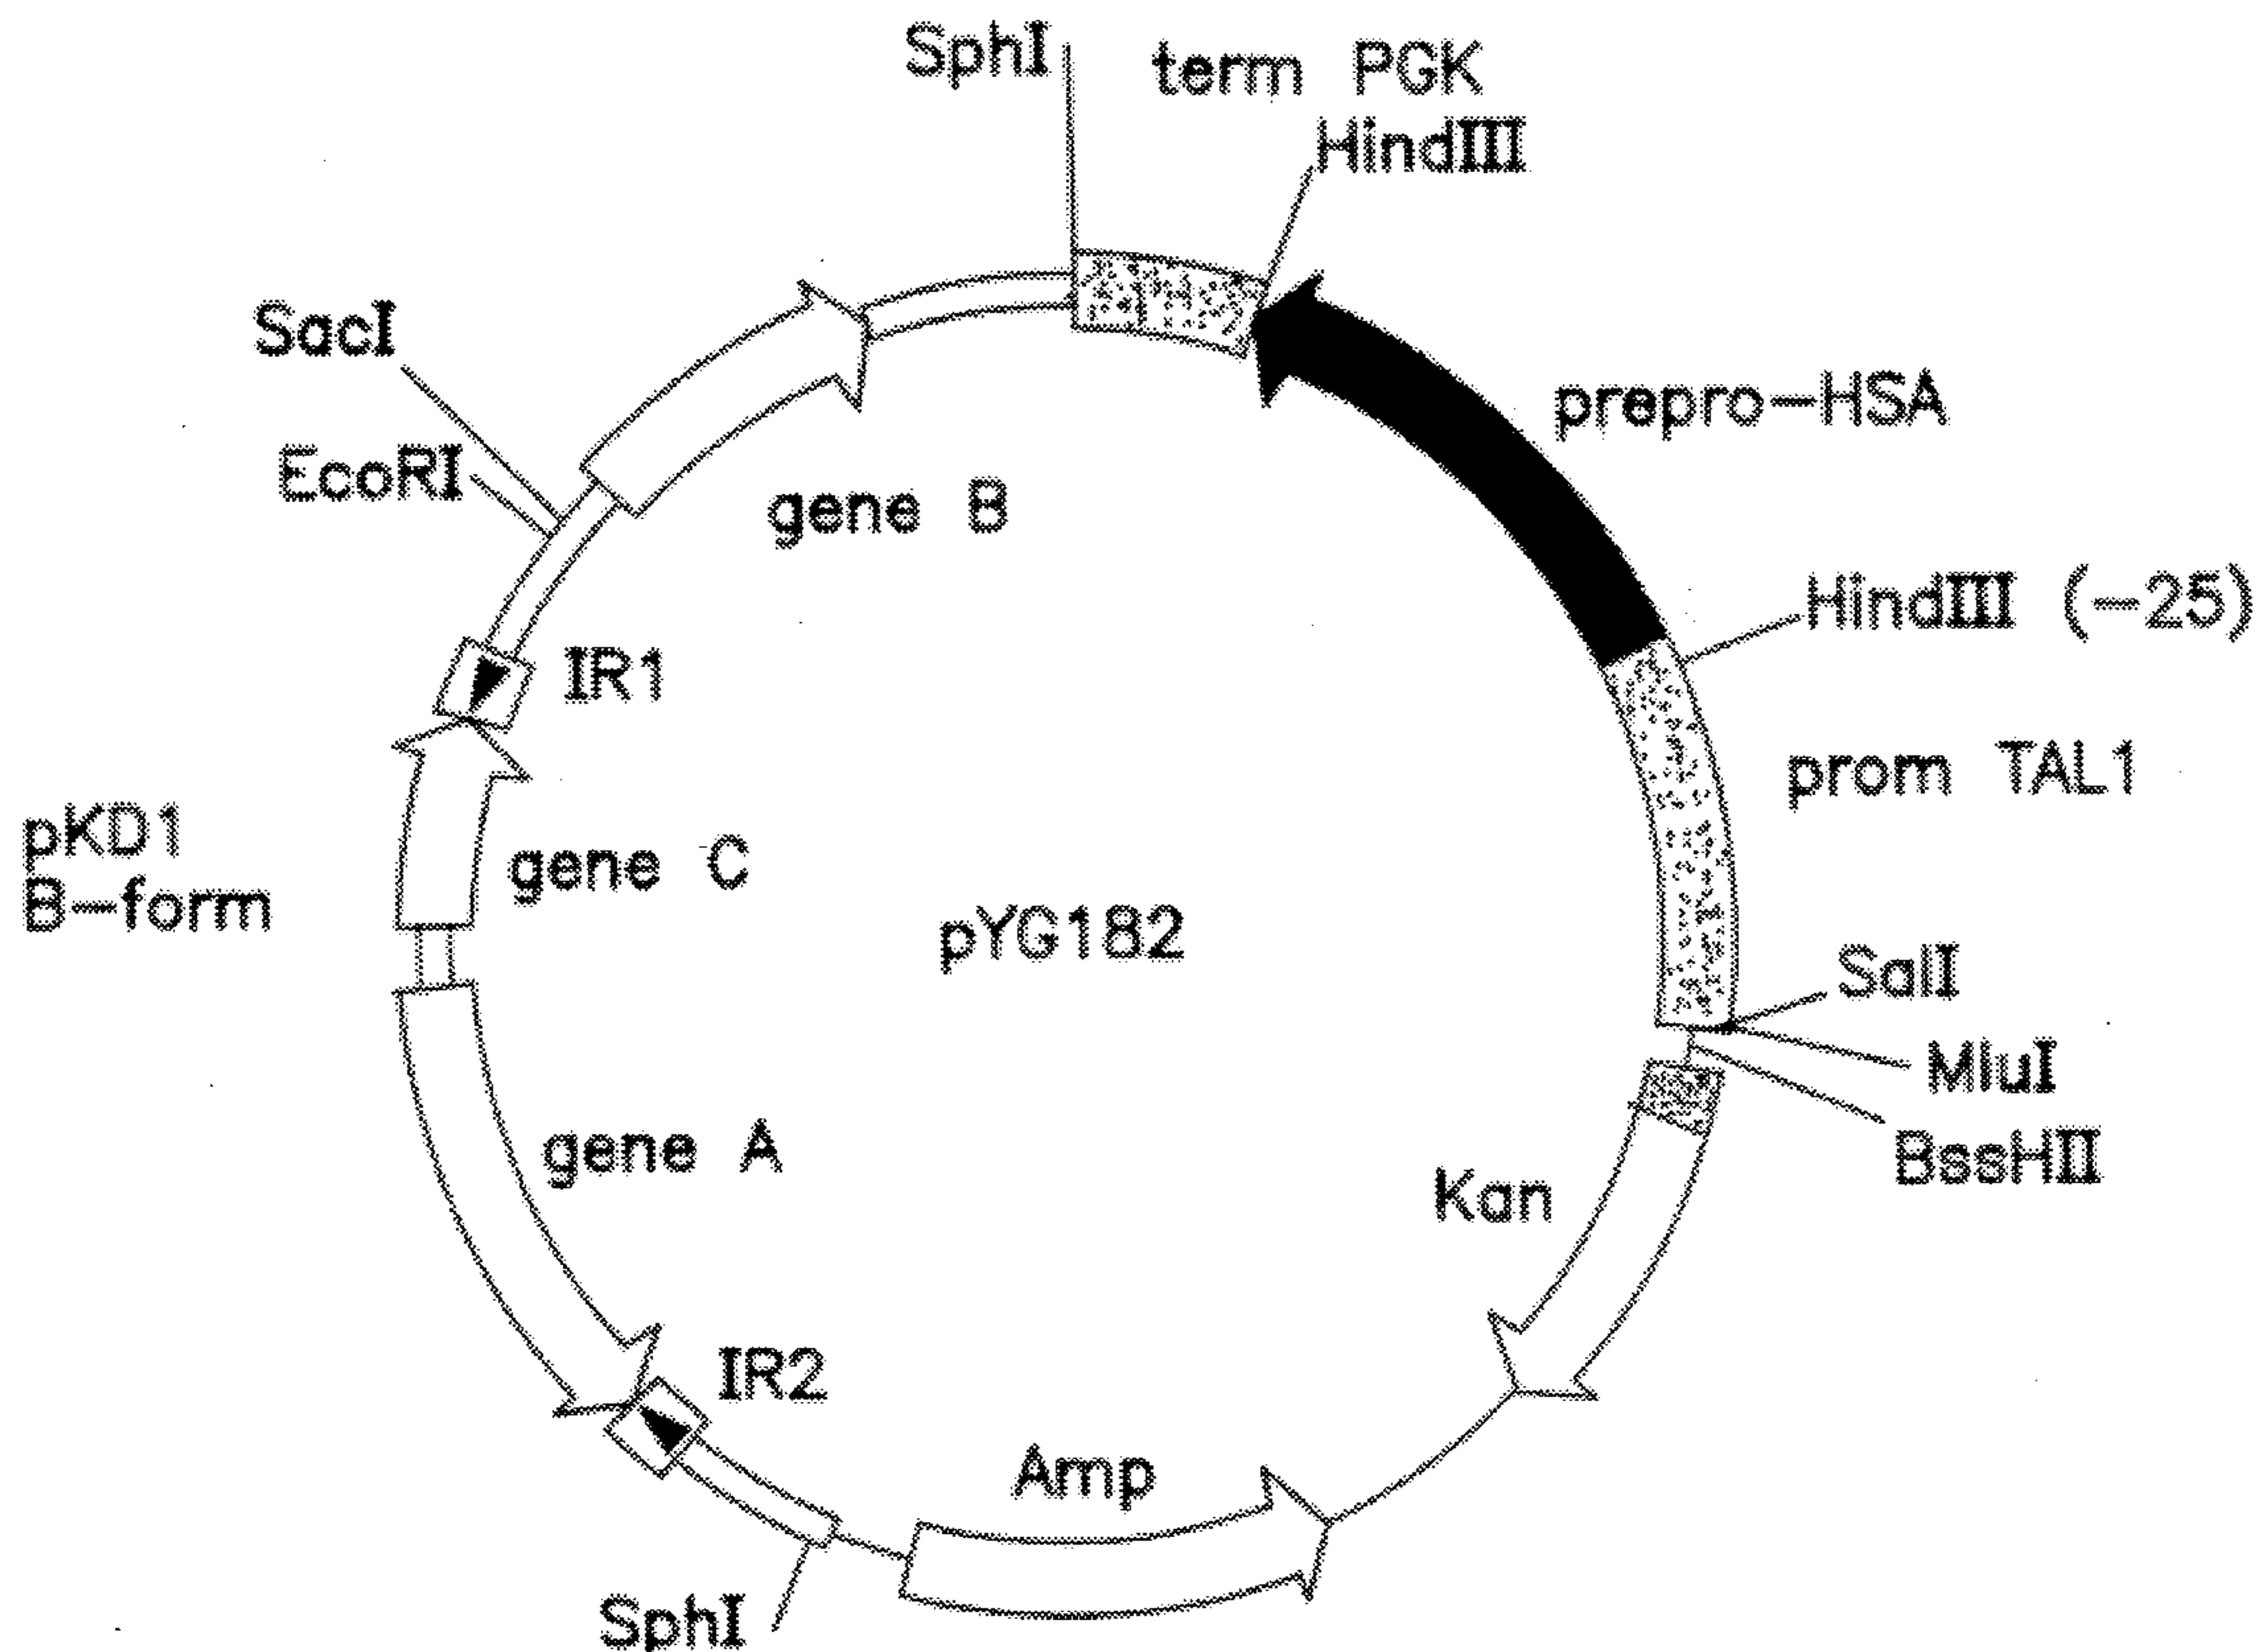 SphI
term PGK
HindIII
SacI
EcoRI
prepro-HSA
gene B
HindIII (-25)
IR1
prom TAL1
pKD1
B-form
gene C
pYG182
SalI
MluI
BssHII
gene A
Kan
IR2
Amp
SphI